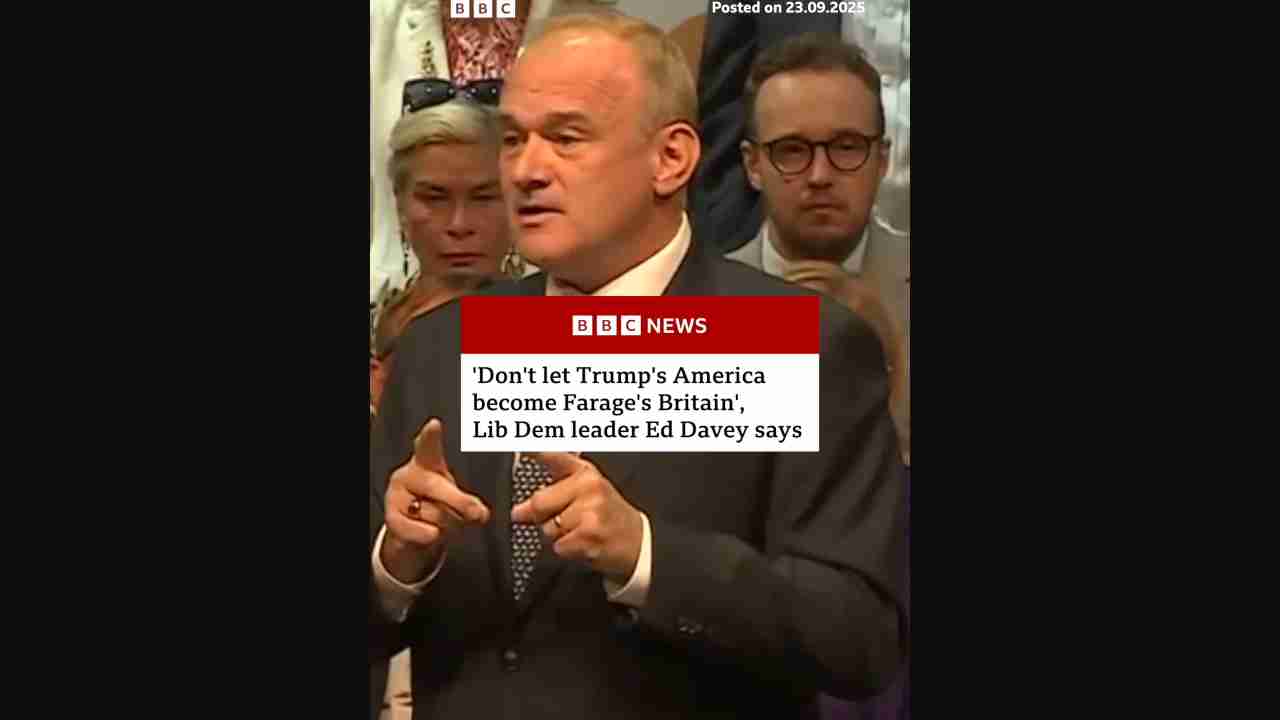 BBC
Posted on 23.09.2025
BBC NEWS
'Don't let Trump's America
become Farage's Britain',
Lib Dem leader Ed Davey says